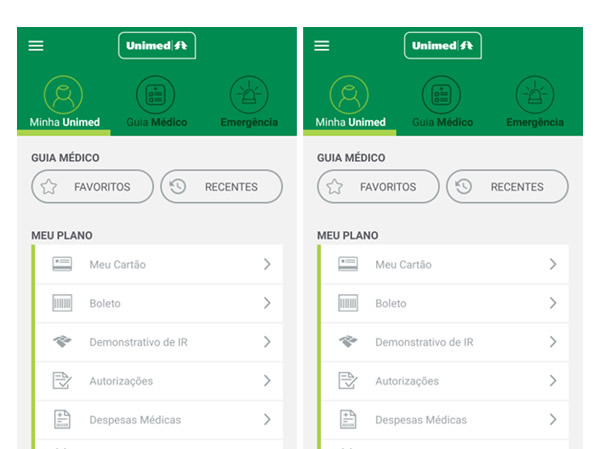 Unimed
Minha Unimed
Guia Médico
Emergência
GUIA MÉDICO
FAVORITOS
RECENTES
MEU PLANO
Meu Cartão
Boleto
Demonstrativo de IR
Autorizações
Despesas Médicas
Unimed
Minha Unimed
Guia Médico
Emergência
GUIA MÉDICO
FAVORITOS
RECENTES
MEU PLANO
Meu Cartão
Boleto
Demonstrativo de IR
Autorizações
Despesas Médicas